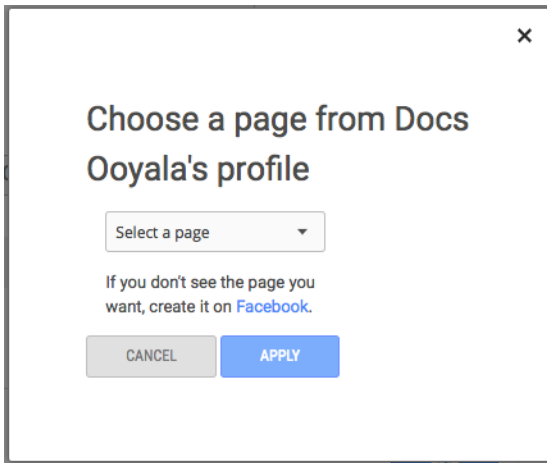 Choose a page from Docs
Ooyala's profile
Select a page
If you don't see the page you
want, create it on Facebook.
CANCEL APPLY